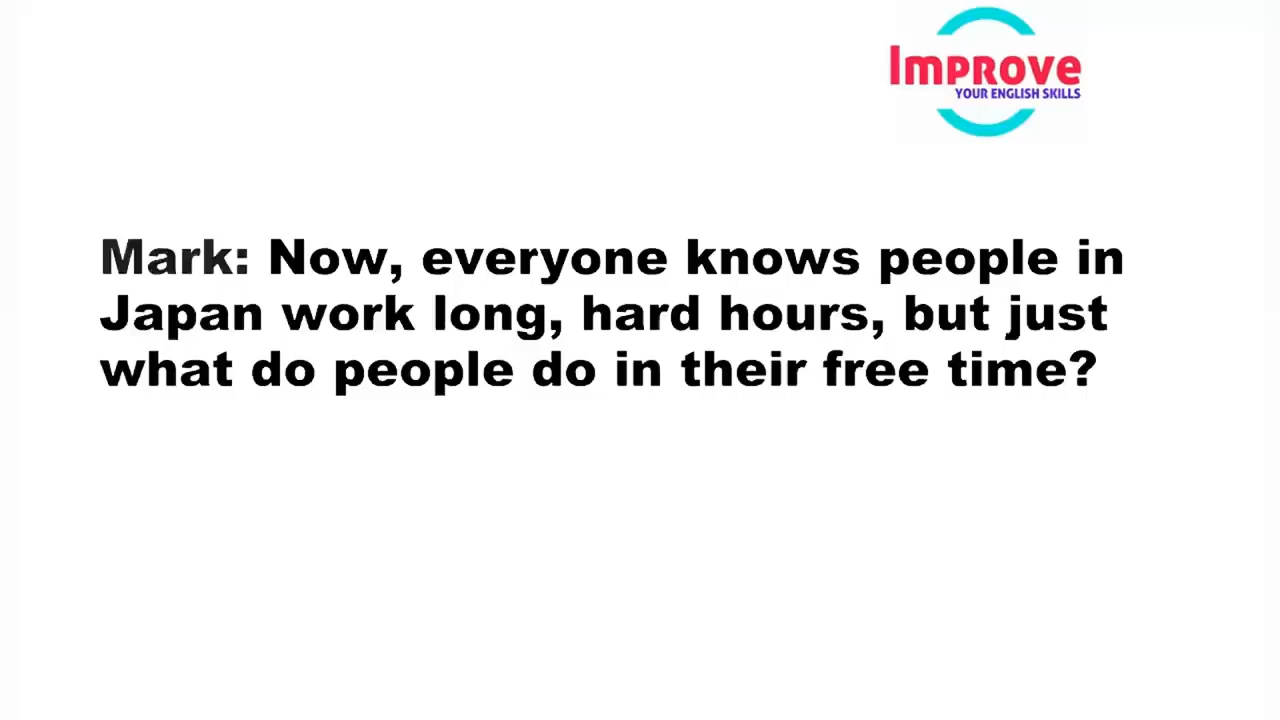 Improve
YOUR ENGLISH SKILLS
Mark: Now, everyone knows people in
Japan work long, hard hours, but just
what do people do in their free time?